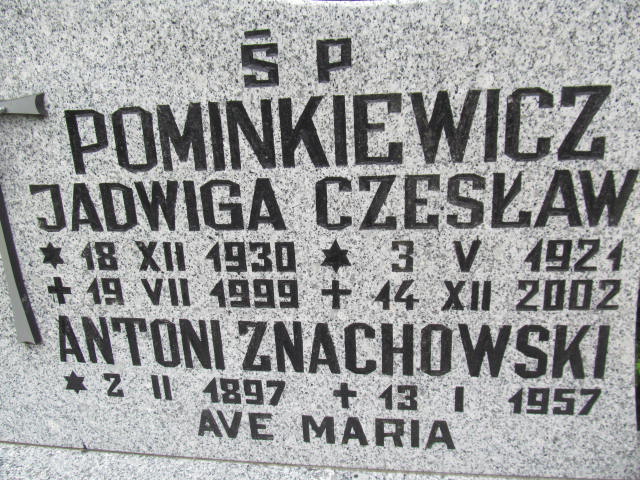 Ś P
POMINKIEWICZ
JADWIGA CZESŁAW
★ 18 XII 1930 ★ 3 V 1921
+ 19 VII 1999 + 14 XII 2002
ANTONI ZNACHOWSKI
★ 2 II 1897 + 13 I 1957
AVE MARIA